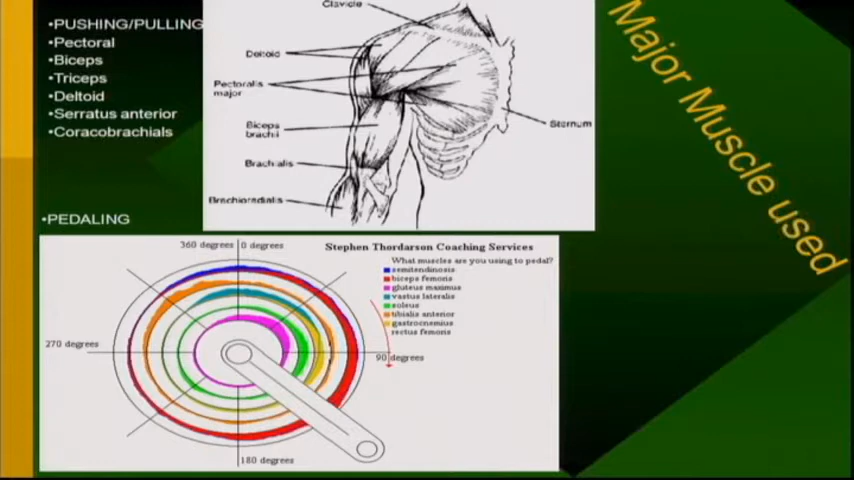 •PUSHING/PULLING
•Pectoral
•Biceps
•Triceps
•Deltoid
•Serratus anterior
•Coracobrachials
Clavicle
Deltoid
Pectoralis
major
Biceps
brachii
Brachialis
Brachioradialis
Sternum
Major Muscle used
•PEDALING
360 degrees
0 degrees
Stephen Thordarson Coaching Services
What muscles are you using to pedal?
semitendinosis
biceps femoris
gluteus maximus
vastus lateralis
soleus
tibialis anterior
gastrocnemius
rectus femoris
270 degrees
90 degrees
180 degrees